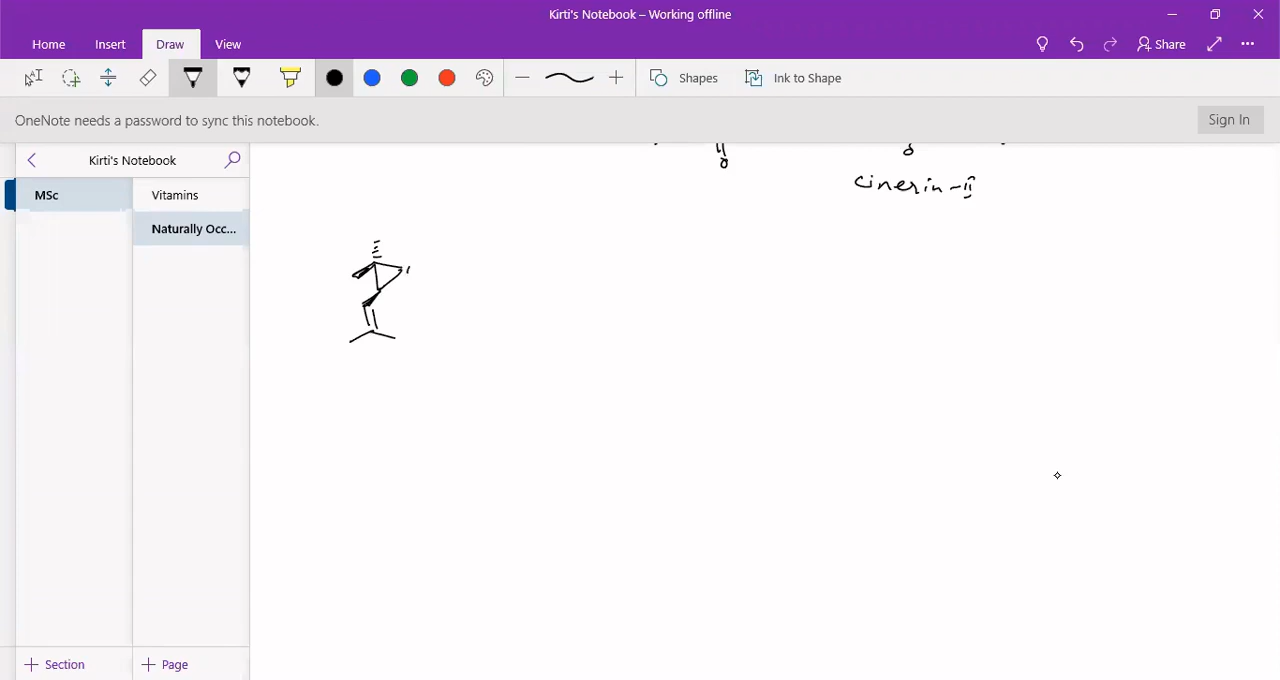 Kirti's Notebook – Working offline
Home Insert Draw View
Share
Shapes Ink to Shape
OneNote needs a password to sync this notebook.
Sign In
Kirti's Notebook
MSc
Vitamins
Naturally Occ...
cinerin-II
+ Section
+ Page